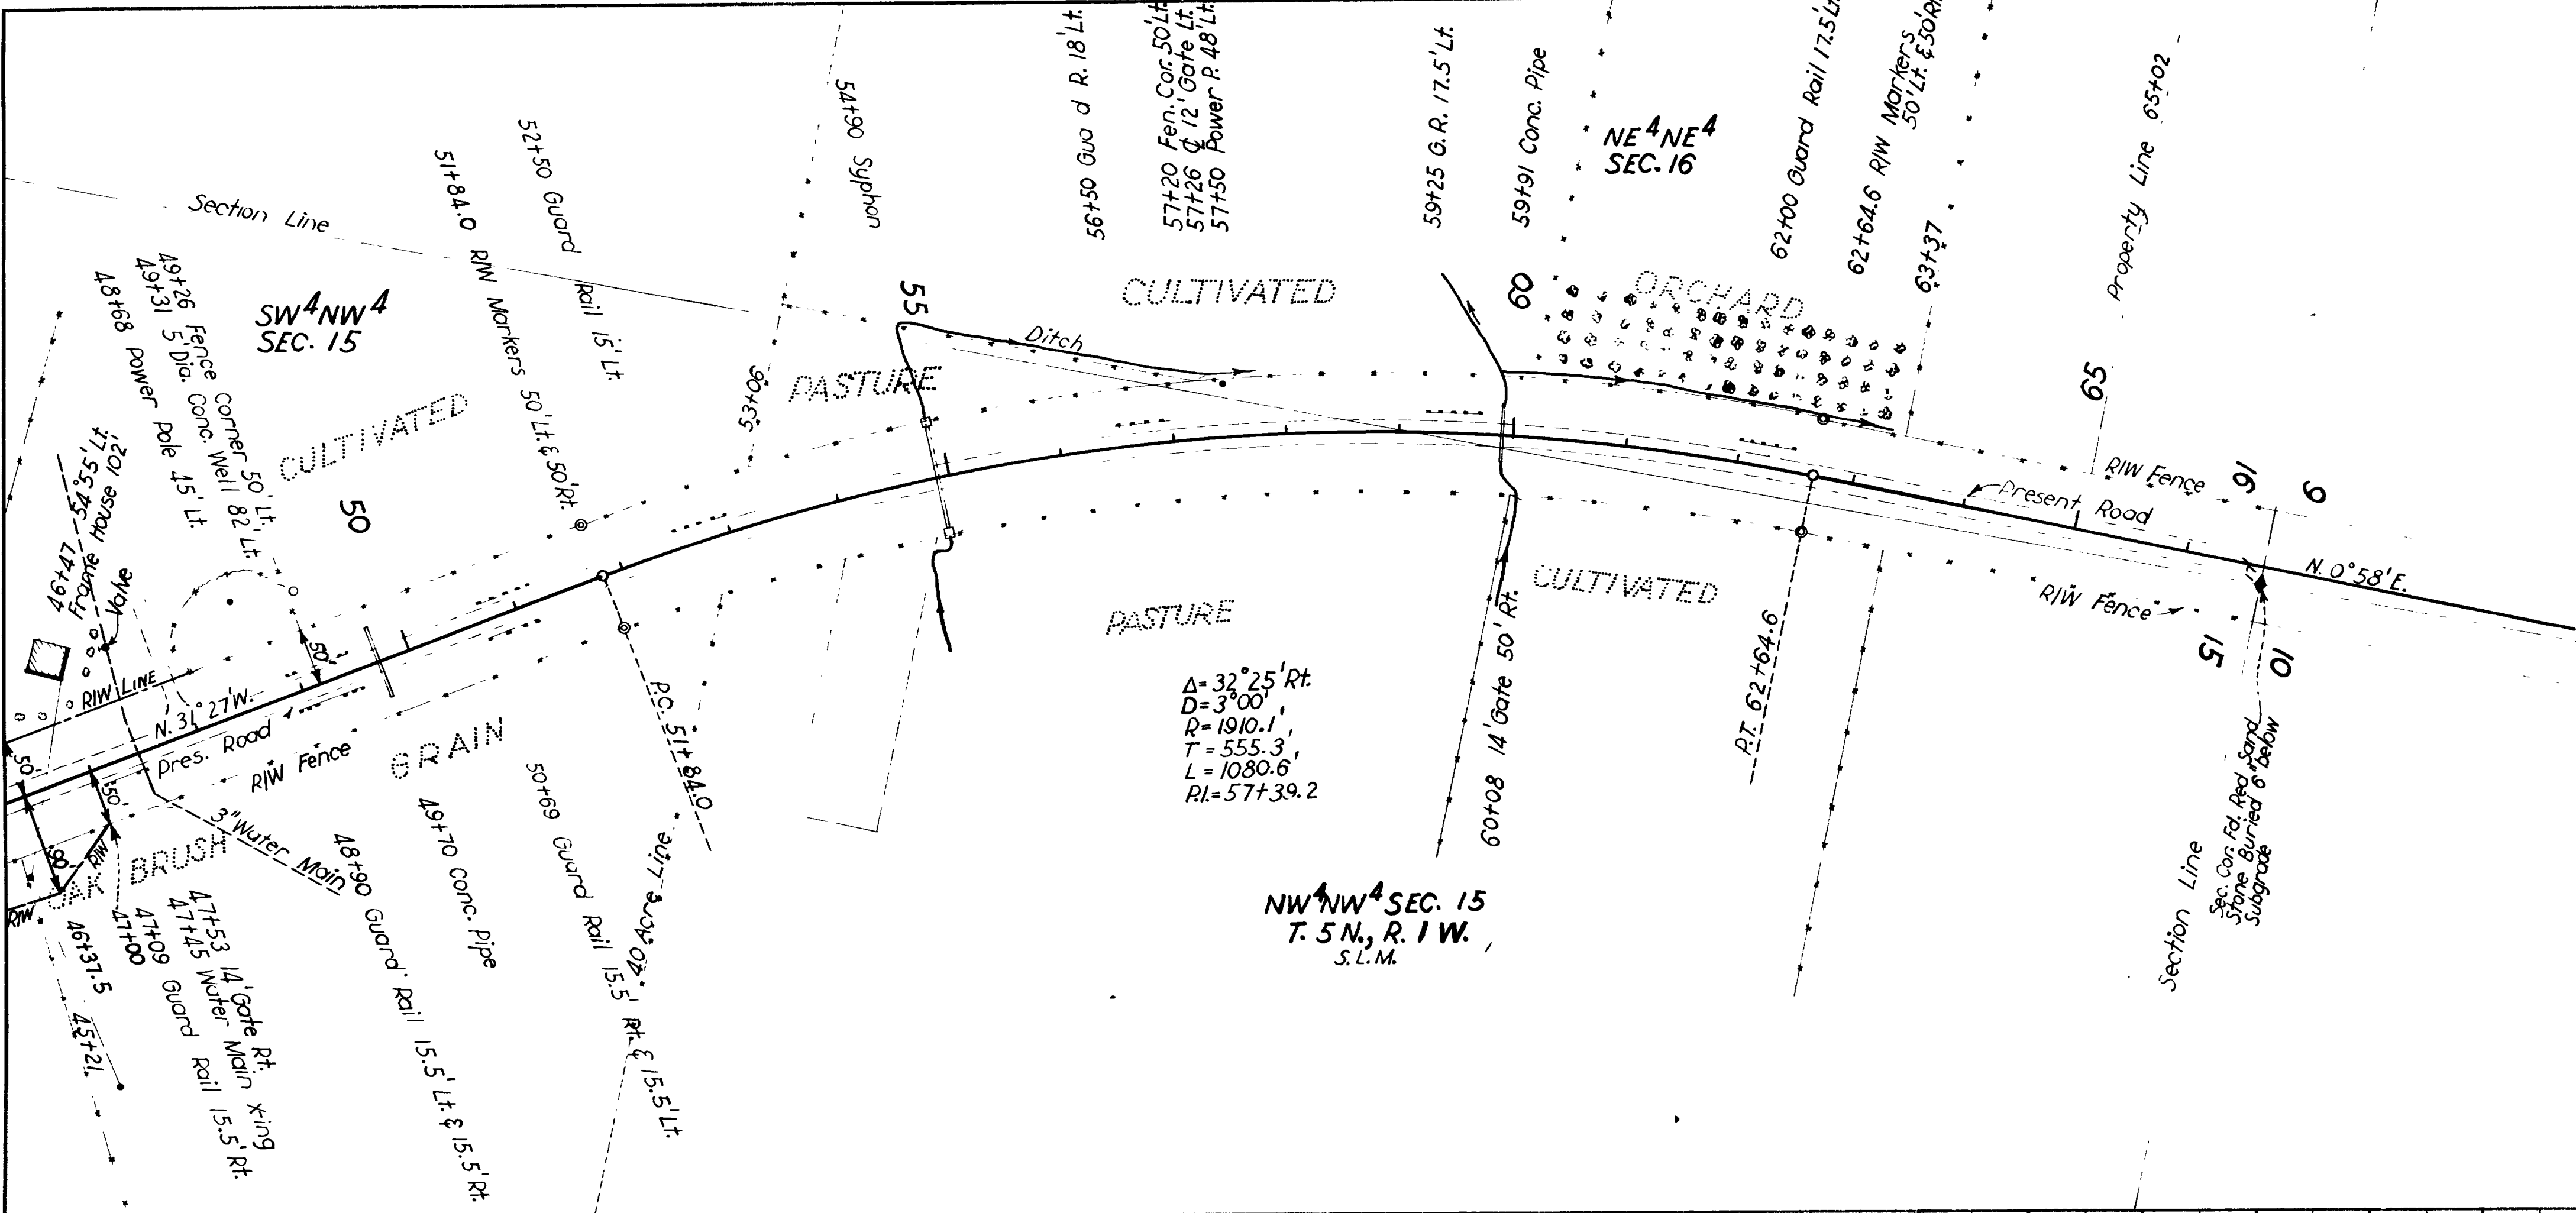 Section Line
SW4NW4
SEC. 15
49+26 Fence Corner 50' Lt.
49+31 5' Dia. Conc. Well 82' Lt.
48+68 Power Pole 45' Lt.
46+47 - 54°55' Lt.
Frame House 102'
Valve
CULTIVATED
50
51+84.0 R/W Markers 50' Lt. & 50' Rt.
52+50 Guard Rail 15' Lt.
53+06
54+90 Syphon
PASTURE
55
56+50 Gua d R. 18' Lt.
57+20 Fen. Cor. 50' Lt.
57+26 ₵ 12' Gate Lt.
57+50 Power P. 48' Lt.
CULTIVATED
Ditch
59+25 G.R. 17.5' Lt.
59+91 Conc. Pipe
60
NE4NE4
SEC. 16
ORCHARD
62+00 Guard Rail 17.5' Lt.
62+64.6 R/W Markers
50' Lt. & 50' Rt.
63+37
Property Line 65+02
65
R/W Fence
16
9
Present Road
N. 0°58' E.
17'
R/W Fence
15
10
Sec. Cor. Fd. Red Sand
Stone Buried 6" below
Subgrade
Section Line
P.T. 62+64.6
CULTIVATED
60+08 14' Gate 50' Rt.
PASTURE
Δ= 32°25' Rt.
D= 3°00'
R= 1910.1'
T = 555.3'
L = 1080.6'
P.I.= 57+39.2
NW4NW4 SEC. 15
T. 5 N., R. 1 W.
S.L.M.
P.C. 51+84.0
40 Acre Line
50'
R/W LINE
N. 31°27' W.
Pres. Road
R/W Fence
GRAIN
50'
50'
90'
R/W
R/W
OAK BRUSH
3" Water Main
50+69 Guard Rail 15.5' Rt. & 15.5' Lt.
49+70 Conc. Pipe
48+90 Guard Rail 15.5' Lt. & 15.5' Rt.
47+53 14' Gate Rt.
47+45 Water Main X-ing
47+09 Guard Rail 15.5' Rt.
47+00
46+37.5
45+21